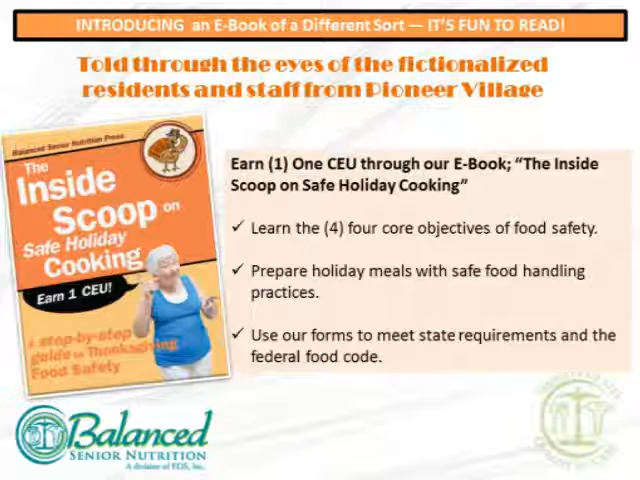 INTRODUCING an E-Book of a Different Sort — IT'S FUN TO READ!
Told through the eyes of the fictionalized
residents and staff from Pioneer Village
Balanced Senior Nutrition Press
The
Inside
Scoop on
Safe Holiday
Cooking
Earn 1 CEU!
a step-by-step
guide to Thanksgiving
Food Safety
Earn (1) One CEU through our E-Book; “The Inside
Scoop on Safe Holiday Cooking”
✓ Learn the (4) four core objectives of food safety.
✓ Prepare holiday meals with safe food handling
practices.
✓ Use our forms to meet state requirements and the
federal food code.
Balanced
SENIOR NUTRITION
A division of EOS, Inc.